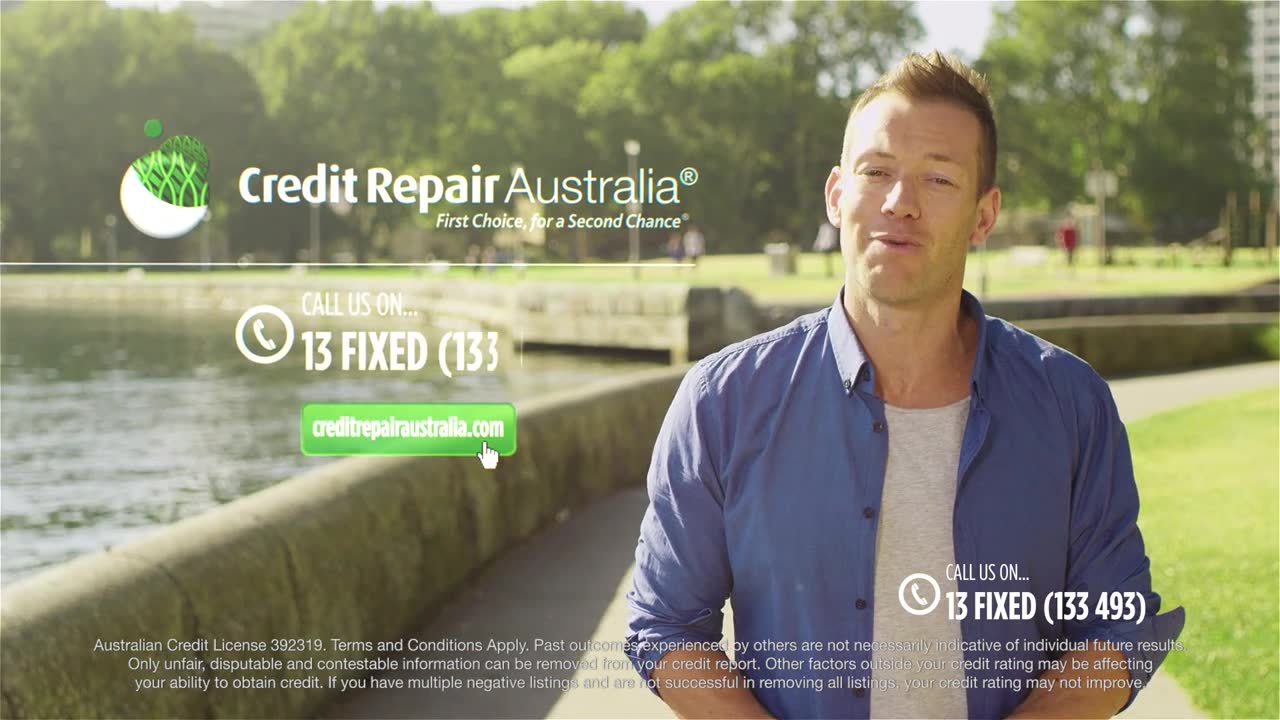 Credit Repair Australia®
First Choice, for a Second Chance®
CALL US ON...
13 FIXED (133
creditrepairaustralia.com
CALL US ON...
13 FIXED (133 493)
Australian Credit License 392319. Terms and Conditions Apply. Past outcomes experienced by others are not necessarily indicative of individual future results.
Only unfair, disputable and contestable information can be removed from your credit report. Other factors outside your credit rating may be affecting
your ability to obtain credit. If you have multiple negative listings and are not successful in removing all listings, your credit rating may not improve.